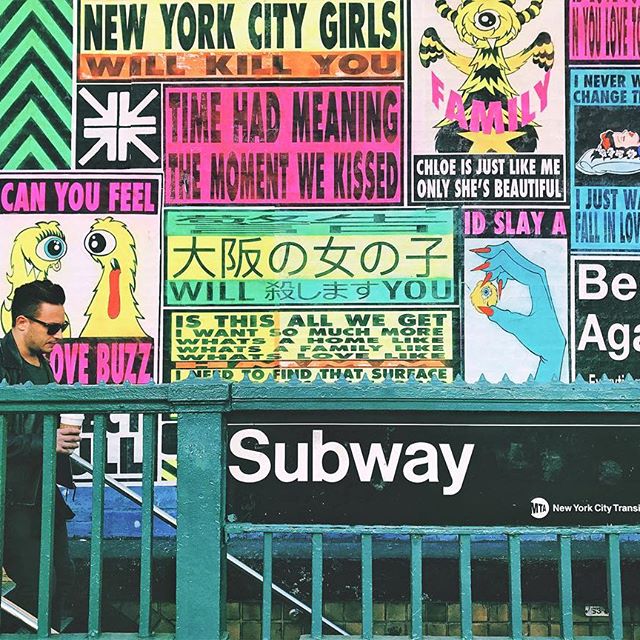 NEW YORK CITY GIRLS
WILL KILL YOU
TIME HAD MEANING
THE MOMENT WE KISSED
FAMILY
CHLOE IS JUST LIKE ME
ONLY SHE'S BEAUTIFUL
N YOU LOVE
I NEVER
CHANGE
I JUST
FALL IN LOV
CAN YOU FEEL
OVE BUZZ
大阪の女の子
WILL 殺します YOU
IS THIS ALL WE GET
I WANT SO MUCH MORE
WHATS A HOME LIKE
WHATS A FAMILY LIKE
WHATS LOVE LIKE
I NEED TO FIND THAT SURFACE
ID SLAY A
Be
Aga
Subway
MTA New York City Transi